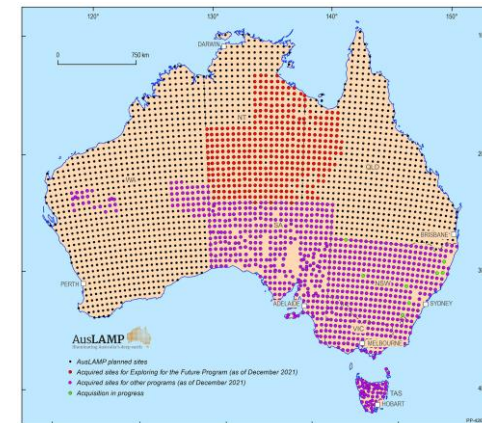 120°
130°
140°
150°
DARWIN
0
750 km
NT
WA
QLD
SA
BRISBANE
PERTH
NSW
ADELAIDE
SYDNEY
VIC
MELBOURNE
AusLAMP
AusLAMP planned sites
Acquired sites for Exploring for the Future Program (as of December 2021)
Acquired sites for other programs (as of December 2021)
Acquisition in progress
TAS
HOBART